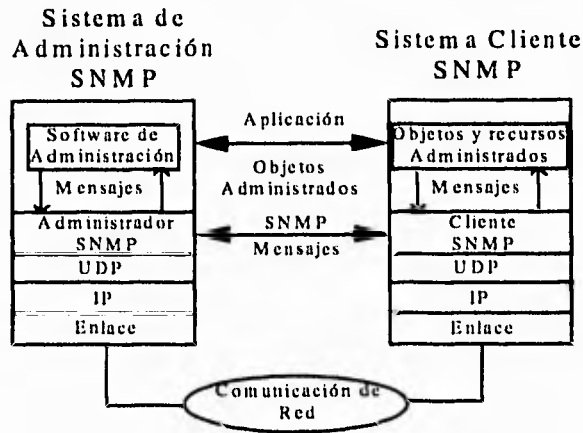 Sistema de
Administración
SNMP
Sistema Cliente
SNMP
Software de
Administración
Mensajes
Administrador
SNMP
UDP
IP
Enlace
Aplicación
Objetos
Administrados
SNMP
Mensajes
Objetos y recursos
Administrados
Mensajes
Cliente
SNMP
UDP
IP
Enlace
Comunicación de
Red